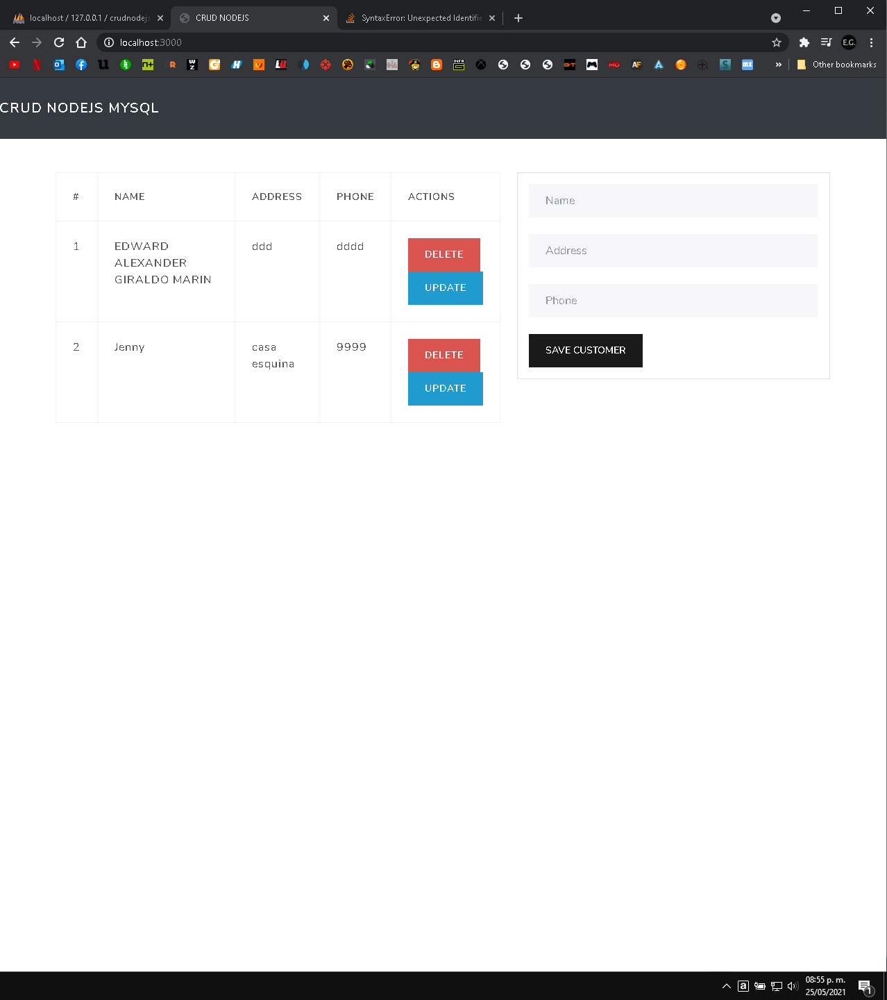 localhost / 127.0.0.1 / crudnodejs
CRUD NODEJS
SyntaxError: Unexpected Identifie
localhost:3000
E.G.
Other bookmarks
CRUD NODEJS MYSQL
# NAME ADDRESS PHONE ACTIONS
1 EDWARD ALEXANDER GIRALDO MARIN ddd dddd DELETE UPDATE
2 Jenny casa esquina 9999 DELETE UPDATE
Name
Address
Phone
SAVE CUSTOMER
08:55 p. m.
25/05/2021
1